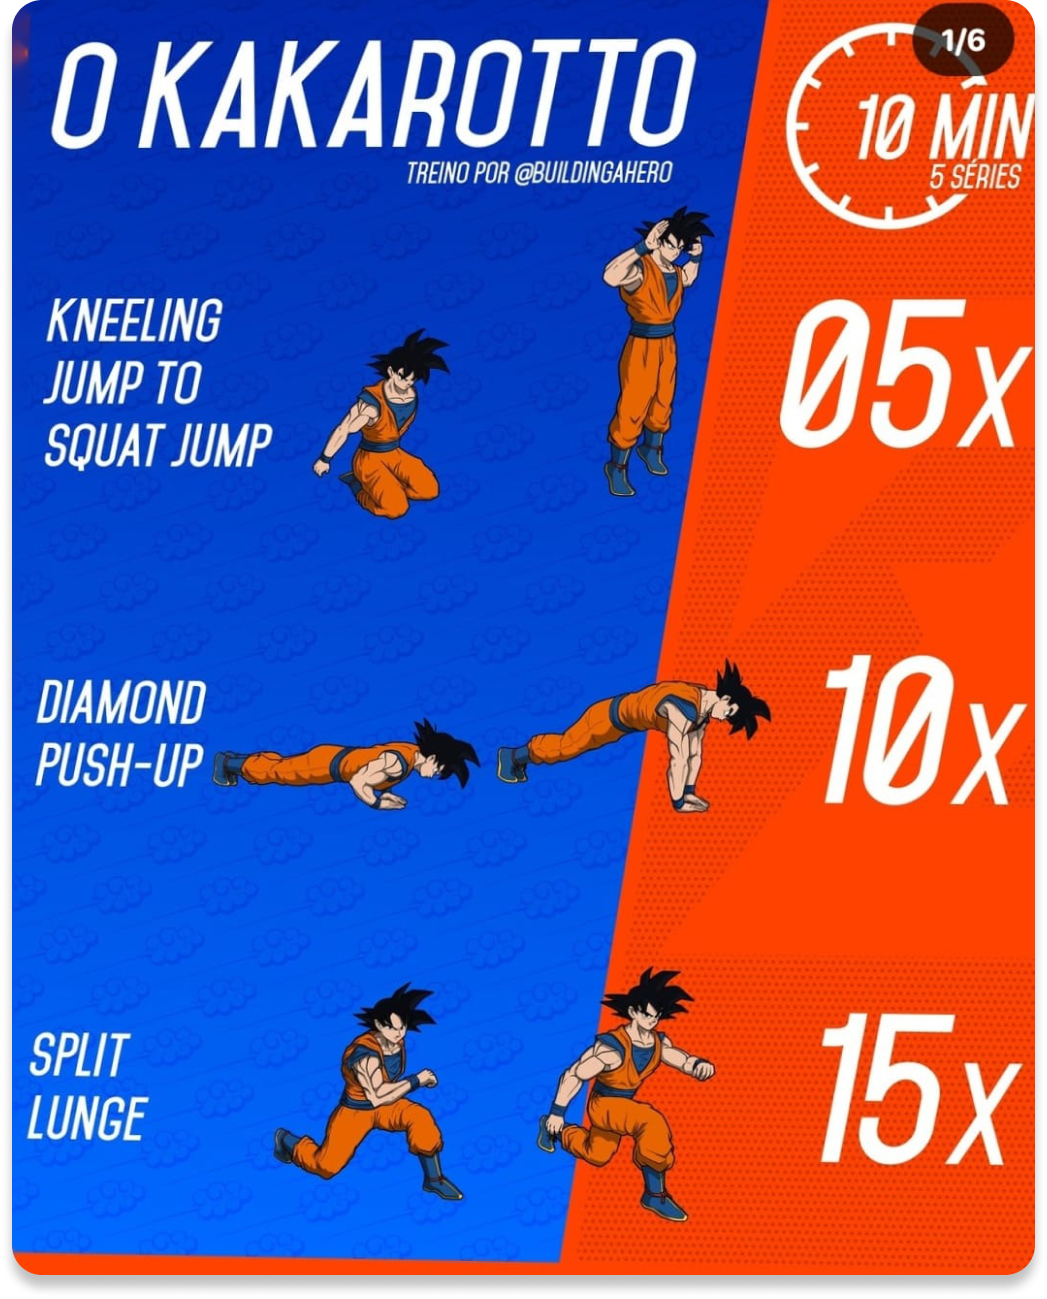 O KAKAROTTO
TREINO POR @BUILDINGAHERO
1/6
10 MIN
5 SÉRIES
KNEELING
JUMP TO
SQUAT JUMP
05X
DIAMOND
PUSH-UP
10X
SPLIT
LUNGE
15X